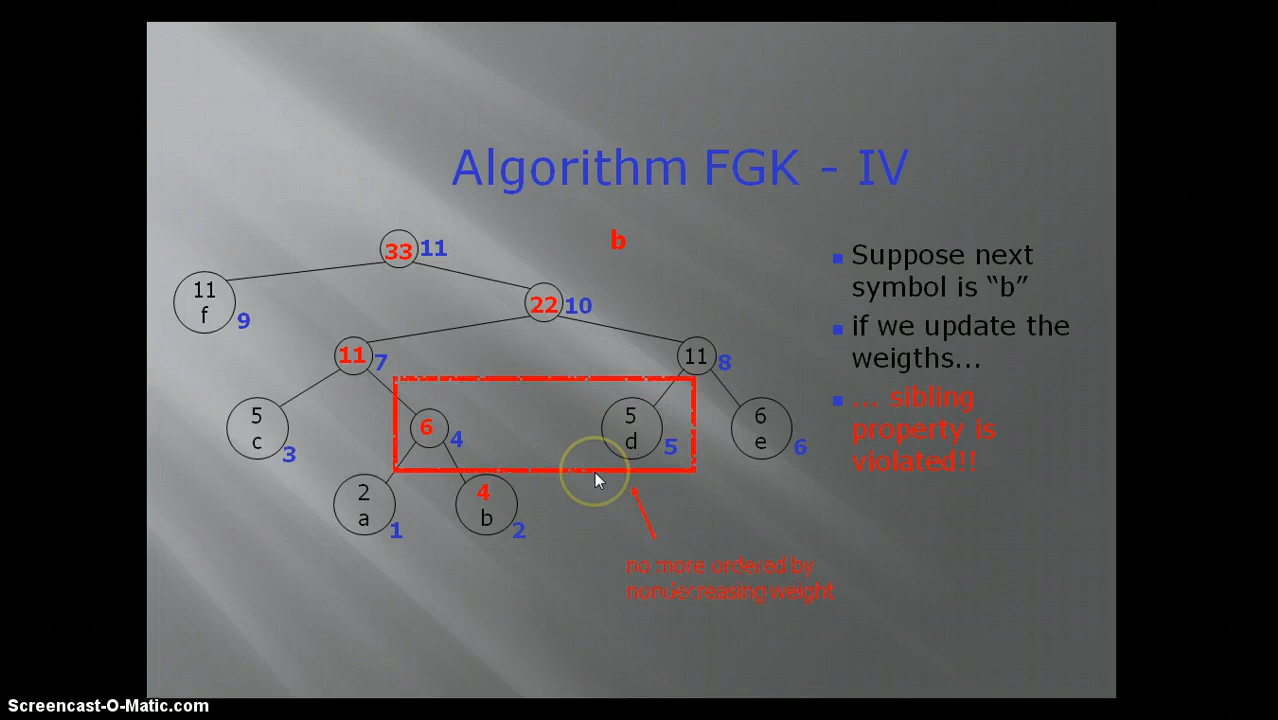 Algorithm FGK - IV
b
33 11
11
f
9
22 10
11 7
11 8
5
c
3
6 4
5
d
5
6
e
6
2
a
1
4
b
2
no more ordered by
nondecreasing weight
Suppose next
symbol is “b”
if we update the
weigths...
... sibling
property is
violated!!
Screencast-O-Matic.com